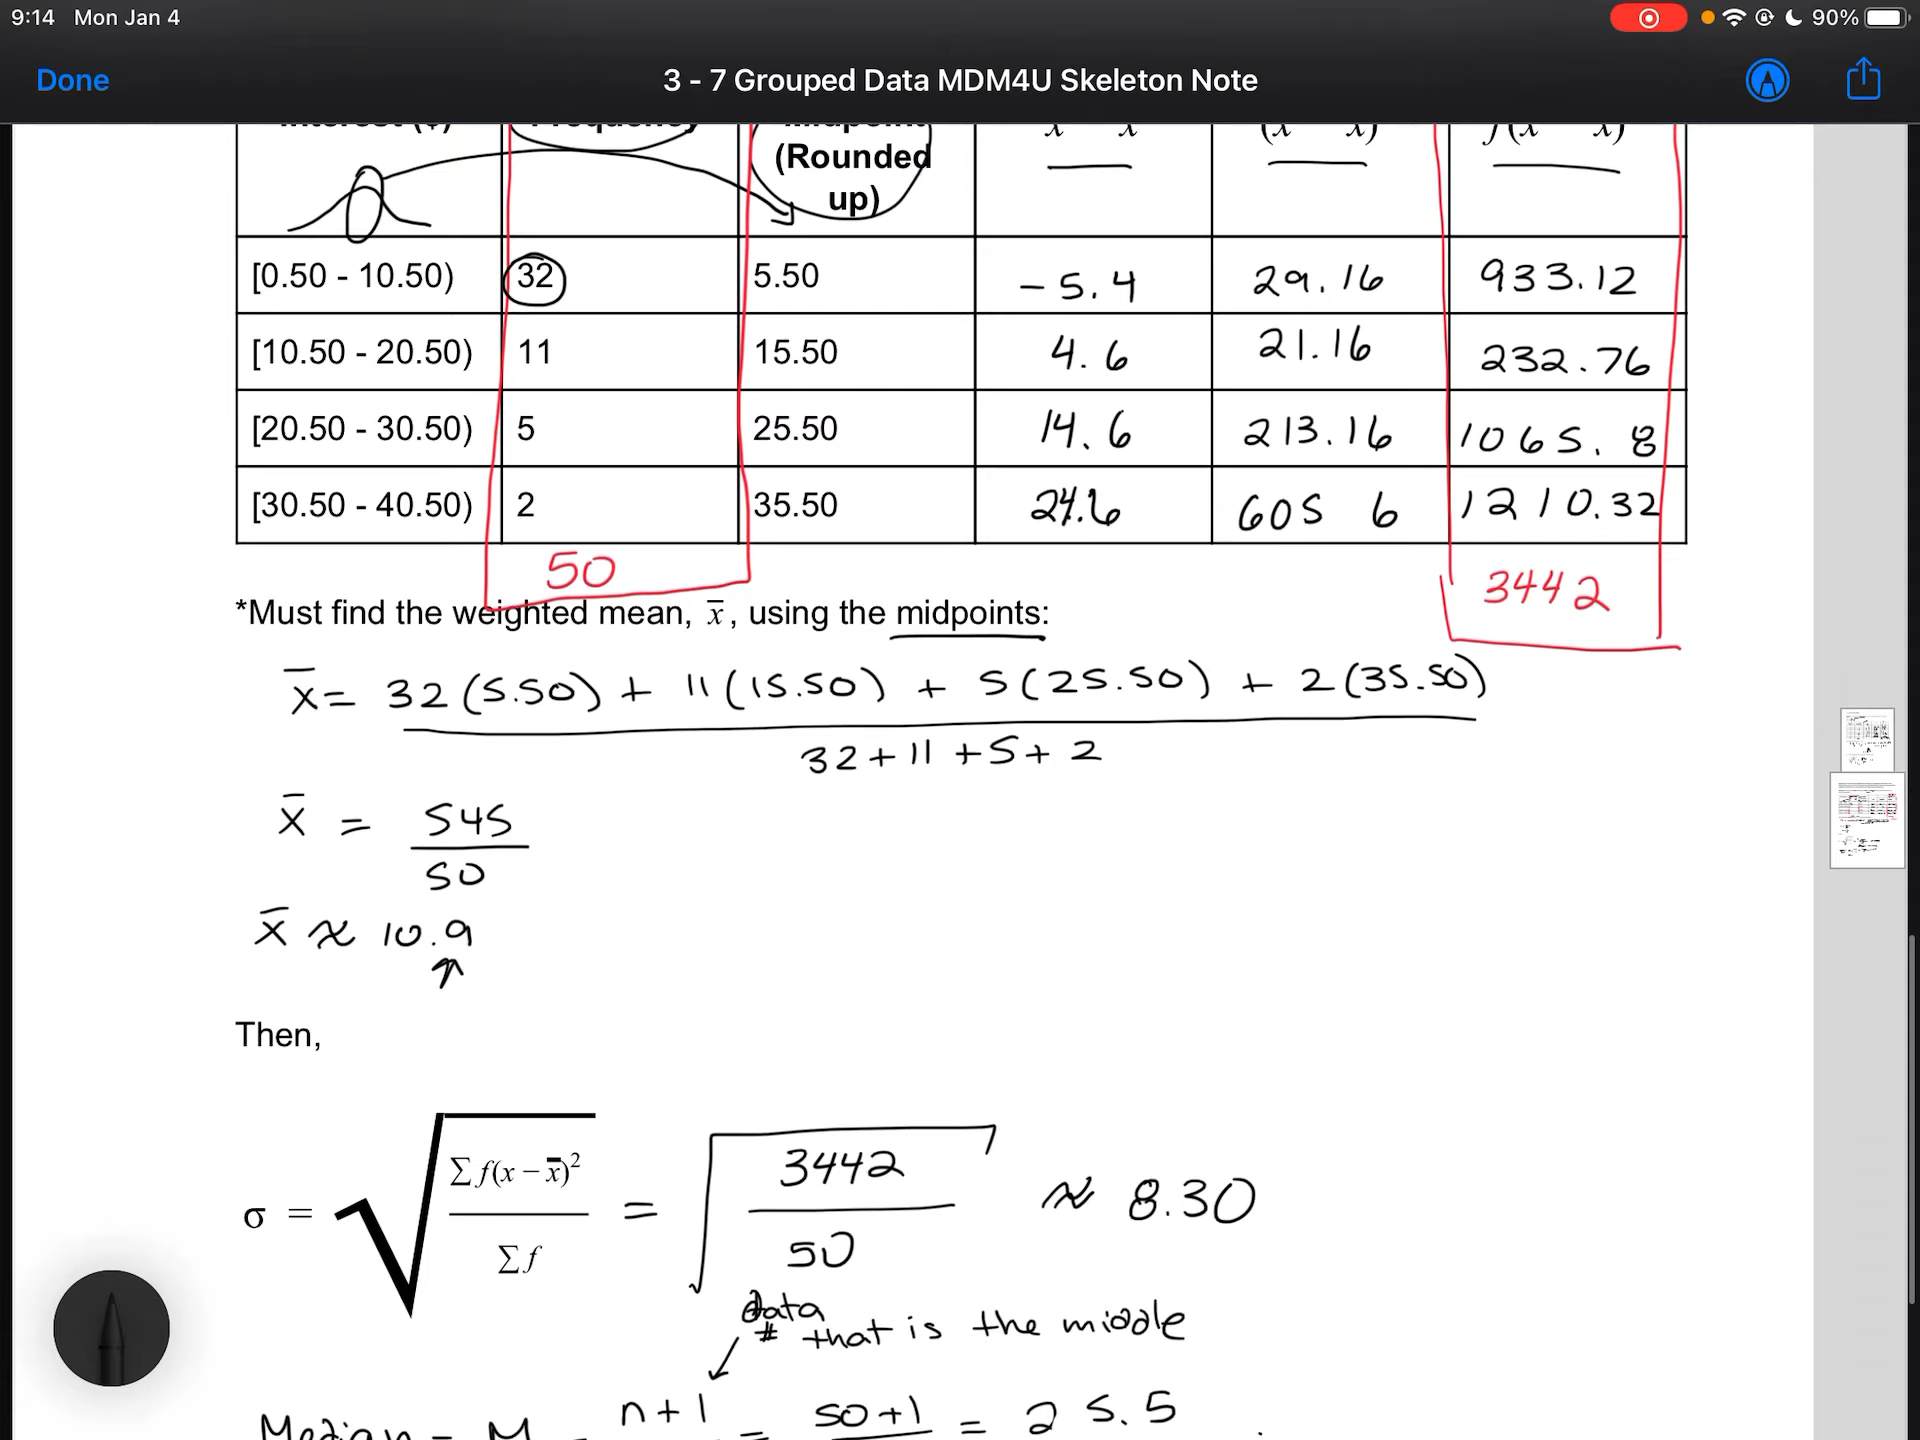 9:14 Mon Jan 4 90%
Done 3 - 7 Grouped Data MDM4U Skeleton Note
Interest ($) Frequency Midpoint x x (x x) f(x x)
(Rounded
up)
[0.50 - 10.50) 32 5.50 -5.4 29.16 933.12
[10.50 - 20.50) 11 15.50 4.6 21.16 232.76
[20.50 - 30.50) 5 25.50 14.6 213.16 1065.8
[30.50 - 40.50) 2 35.50 24.6 605 6 1210.32
50 3442
*Must find the weighted mean, x̅, using the midpoints:
x̅ = 32(5.50) + 11(15.50) + 5(25.50) + 2(35.50)
32+11+5+2
x̅ = 545
50
x̅ ≈ 10.9
↑
Then,
σ = √ Σf(x − x̅)² / Σf = √ 3442 / 50 ≈ 8.30
data
# that is the middle
Median = M = n+1 = 50+1 = 25.5